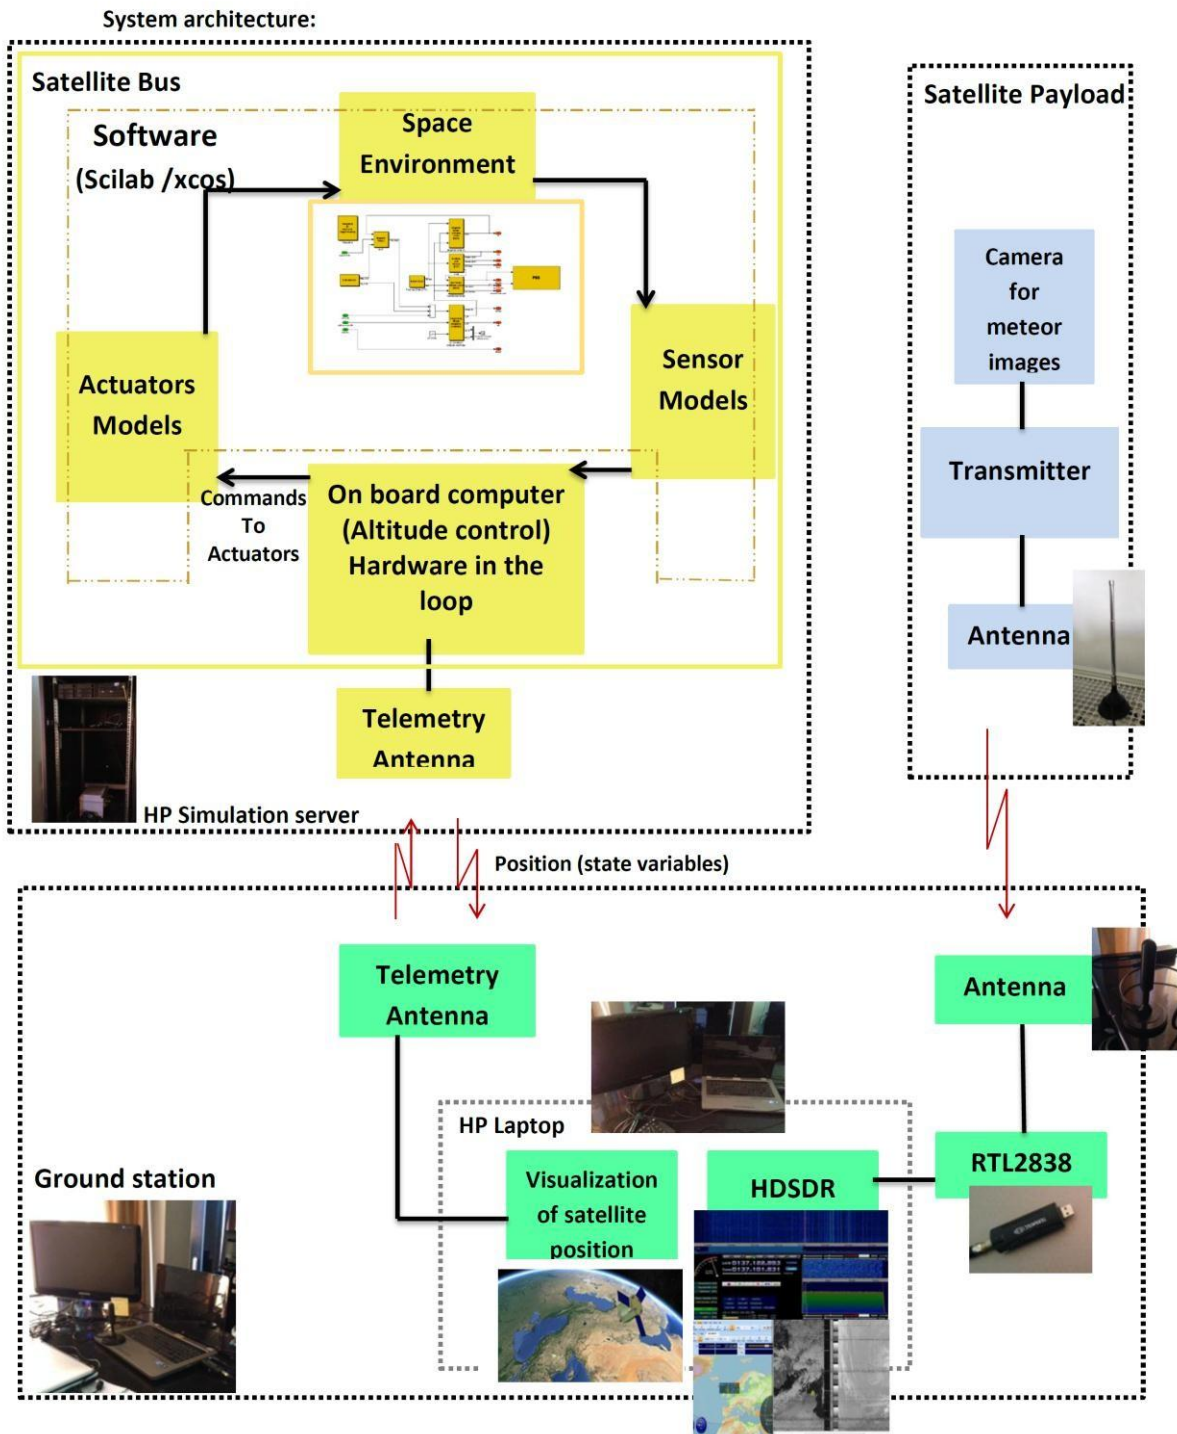 System architecture:
Satellite Bus
Software
(Scilab /xcos)
Space
Environment
Actuators
Models
Sensor
Models
Commands
To
Actuators
On board computer
(Altitude control)
Hardware in the
loop
Telemetry
Antenna
HP Simulation server
Satellite Payload
Camera
for
meteor
images
Transmitter
Antenna
Position (state variables)
Telemetry
Antenna
Antenna
HP Laptop
Ground station
Visualization
of satellite
position
HDSDR
RTL2838